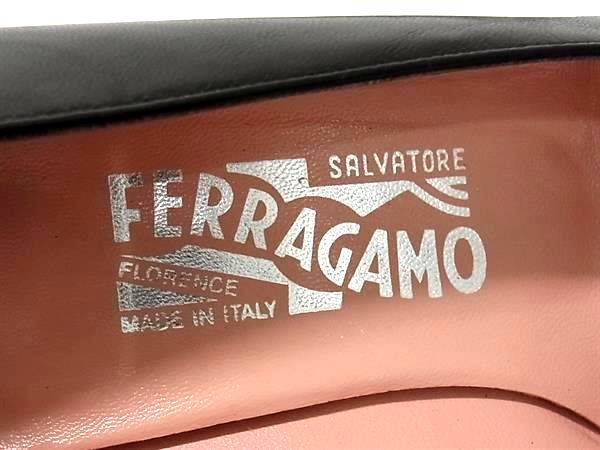 SALVATORE
FERRAGAMO
FLORENCE
MADE IN ITALY